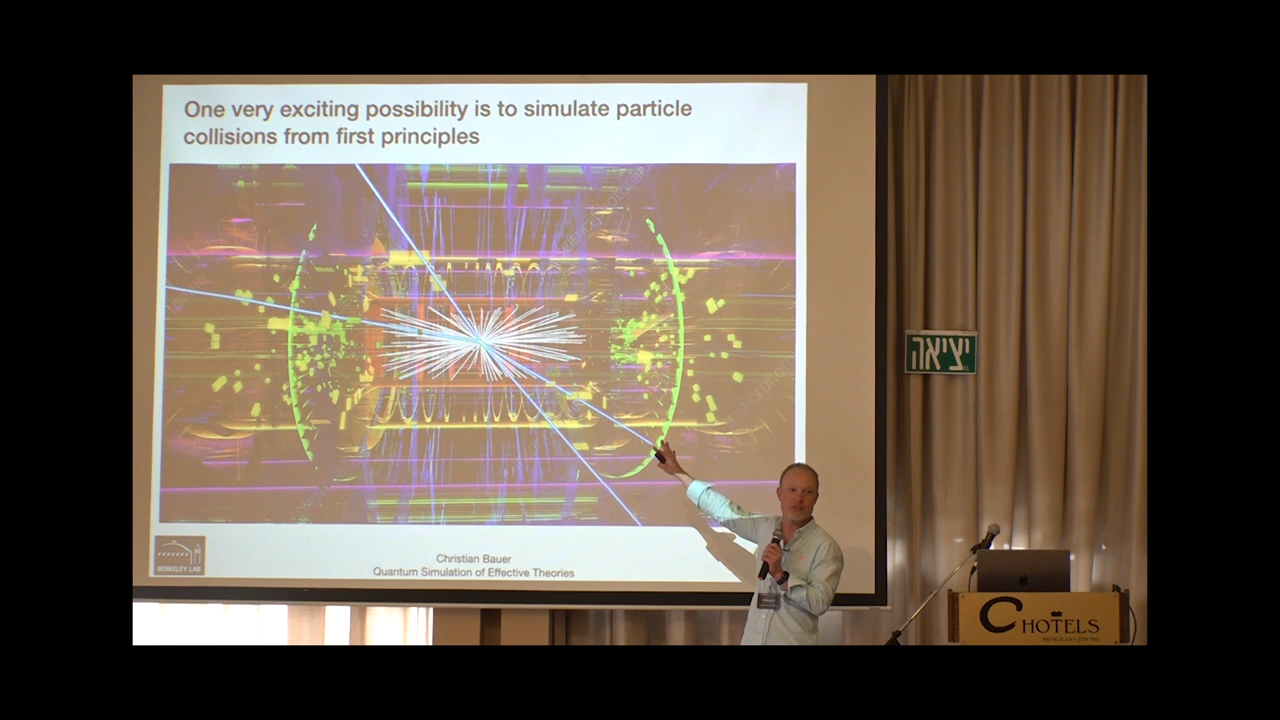 One very exciting possibility is to simulate particle
collisions from first principles
BERKELEY LAB
Christian Bauer
Quantum Simulation of Effective Theories
יציאה
C HOTELS